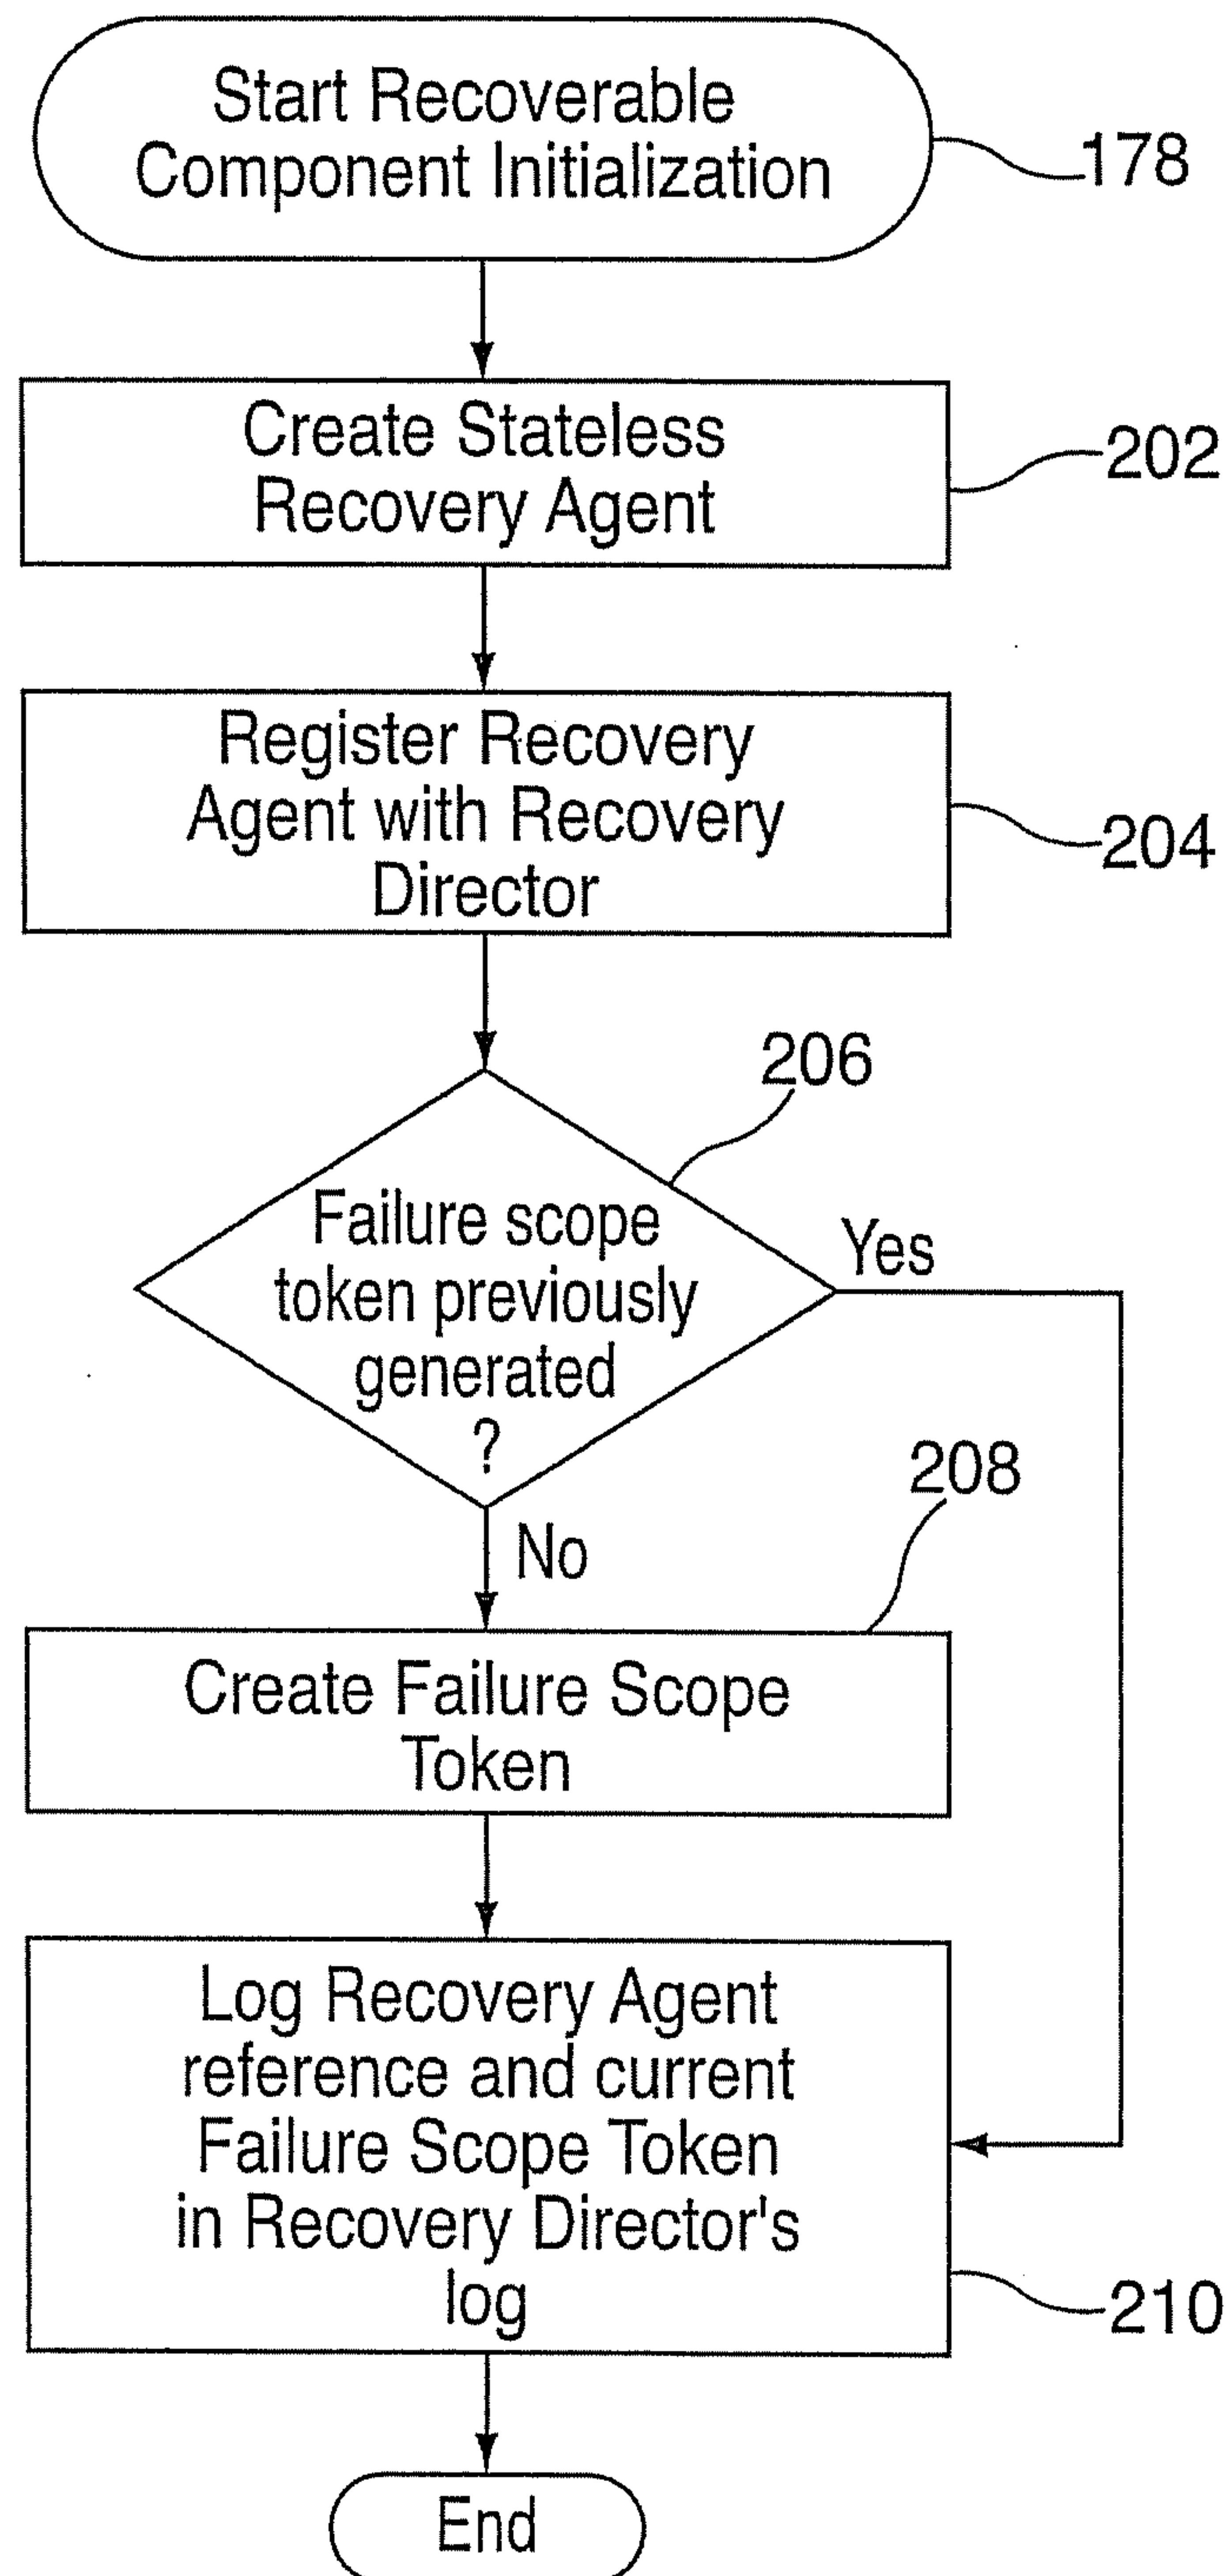 Start Recoverable
Component Initialization
178
Create Stateless
Recovery Agent
202
Register Recovery
Agent with Recovery
Director
204
206
Failure scope
token previously
generated
?
Yes
No
208
Create Failure Scope
Token
Log Recovery Agent
reference and current
Failure Scope Token
in Recovery Director's
log
210
End